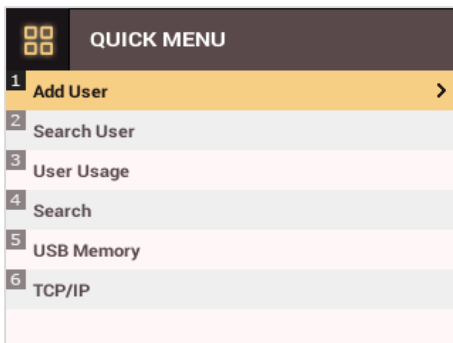 QUICK MENU
1 Add User
2 Search User
3 User Usage
4 Search
5 USB Memory
6 TCP/IP